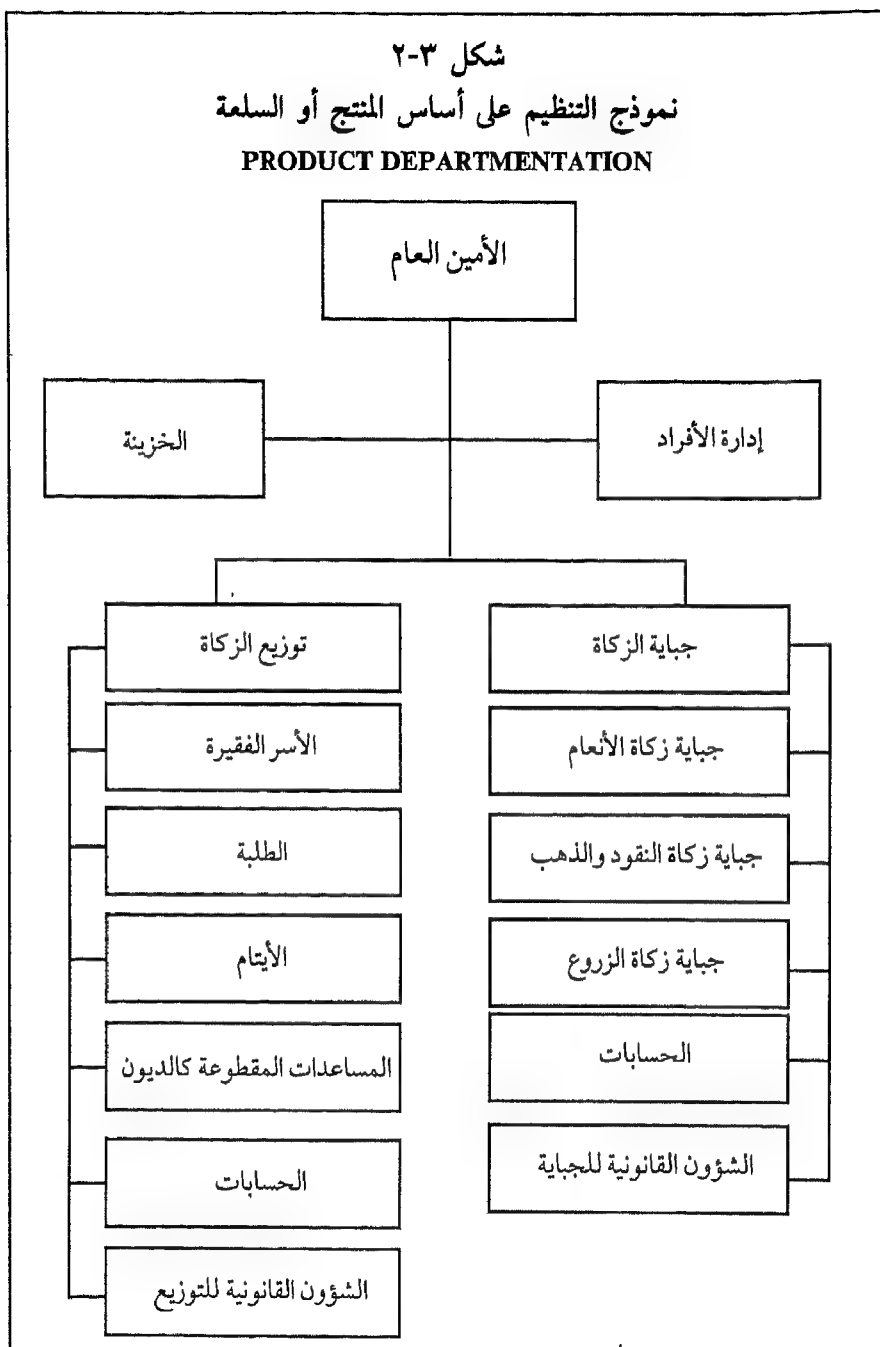 شكل ٣-٢
نموذج التنظيم على أساس المنتج أو السلعة
PRODUCT DEPARTMENTATION
الأمين العام
إدارة الأفراد
الخزينة
جباية الزكاة
جباية زكاة الأنعام
جباية زكاة النقود والذهب
جباية زكاة الزروع
الحسابات
الشؤون القانونية للجباية
توزيع الزكاة
الأسر الفقيرة
الطلبة
الأيتام
المساعدات المقطوعة كالديون
الحسابات
الشؤون القانونية للتوزيع